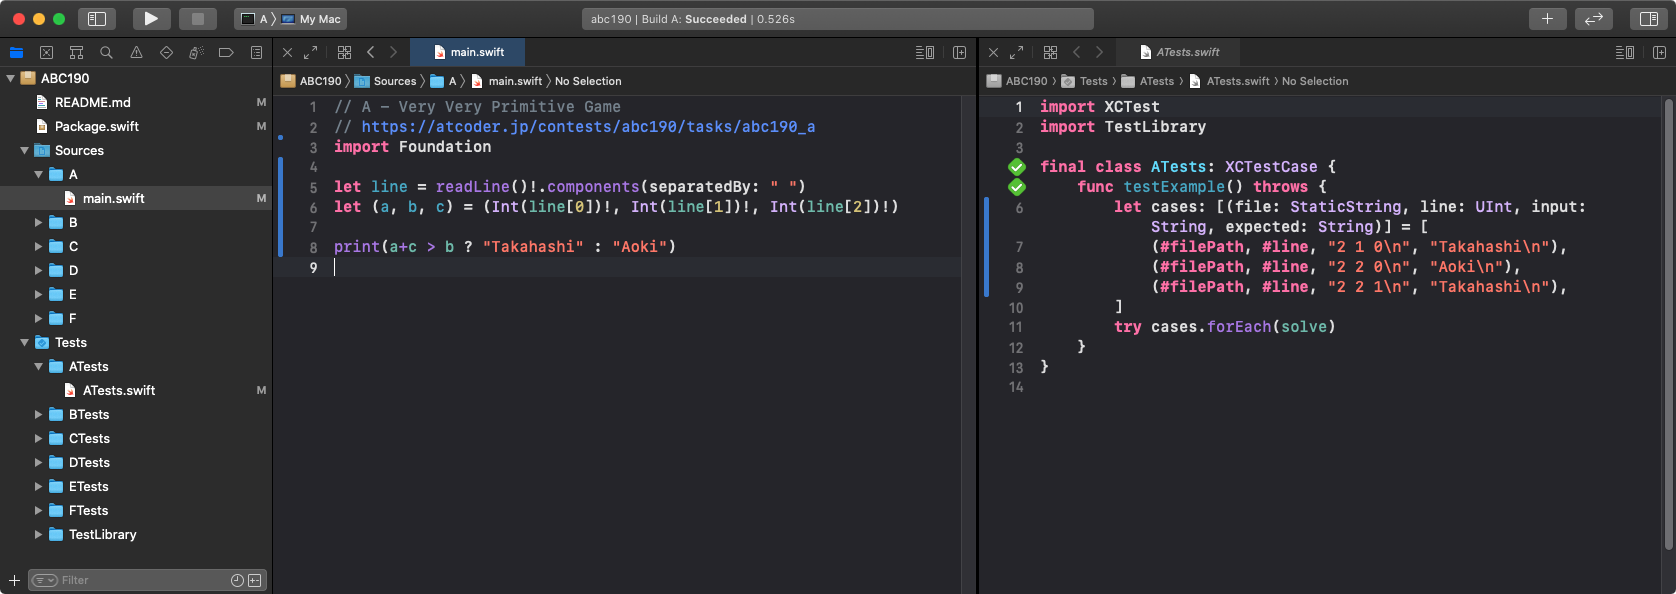 A 〉 My Mac
abc190 | Build A: Succeeded | 0.526s
main.swift
ATests.swift
ABC190
README.md M
Package.swift M
Sources
A
main.swift M
B
C
D
E
F
Tests
ATests
ATests.swift M
BTests
CTests
DTests
ETests
FTests
TestLibrary
Filter
ABC190 〉 Sources 〉 A 〉 main.swift 〉 No Selection
1 // A - Very Very Primitive Game
2 // https://atcoder.jp/contests/abc190/tasks/abc190_a
3 import Foundation
4
5 let line = readLine()!.components(separatedBy: " ")
6 let (a, b, c) = (Int(line[0])!, Int(line[1])!, Int(line[2])!)
7
8 print(a+c > b ? "Takahashi" : "Aoki")
9
ABC190 〉 Tests 〉 ATests 〉 ATests.swift 〉 No Selection
1 import XCTest
2 import TestLibrary
3
final class ATests: XCTestCase {
func testExample() throws {
6 let cases: [(file: StaticString, line: UInt, input:
String, expected: String)] = [
7 (#filePath, #line, "2 1 0\n", "Takahashi\n"),
8 (#filePath, #line, "2 2 0\n", "Aoki\n"),
9 (#filePath, #line, "2 2 1\n", "Takahashi\n"),
10 ]
11 try cases.forEach(solve)
12 }
13 }
14